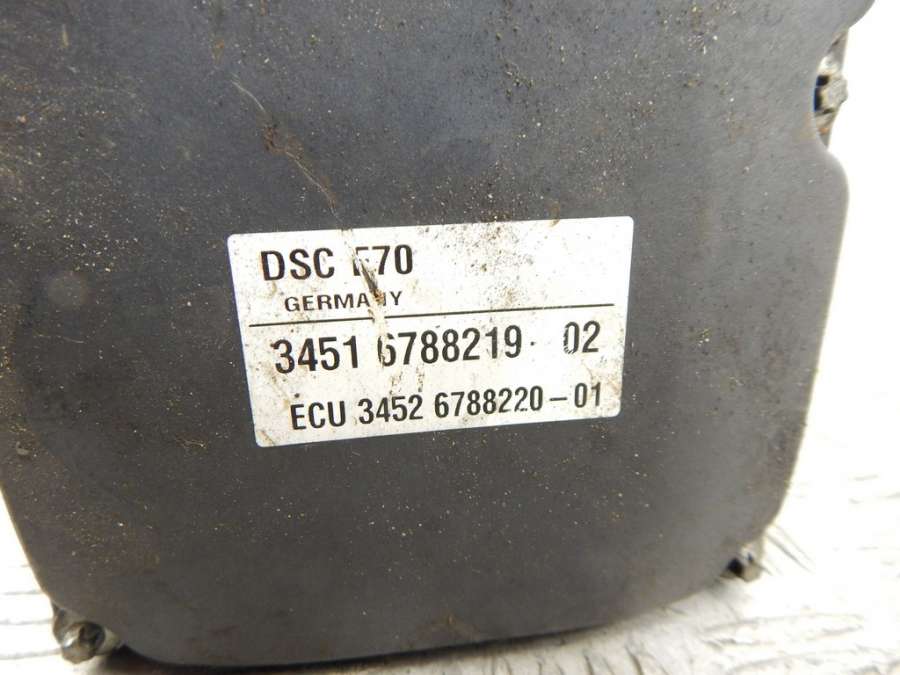 DSC E70
GERMANY
3451 6788219- 02
ECU 3452 6788220-01